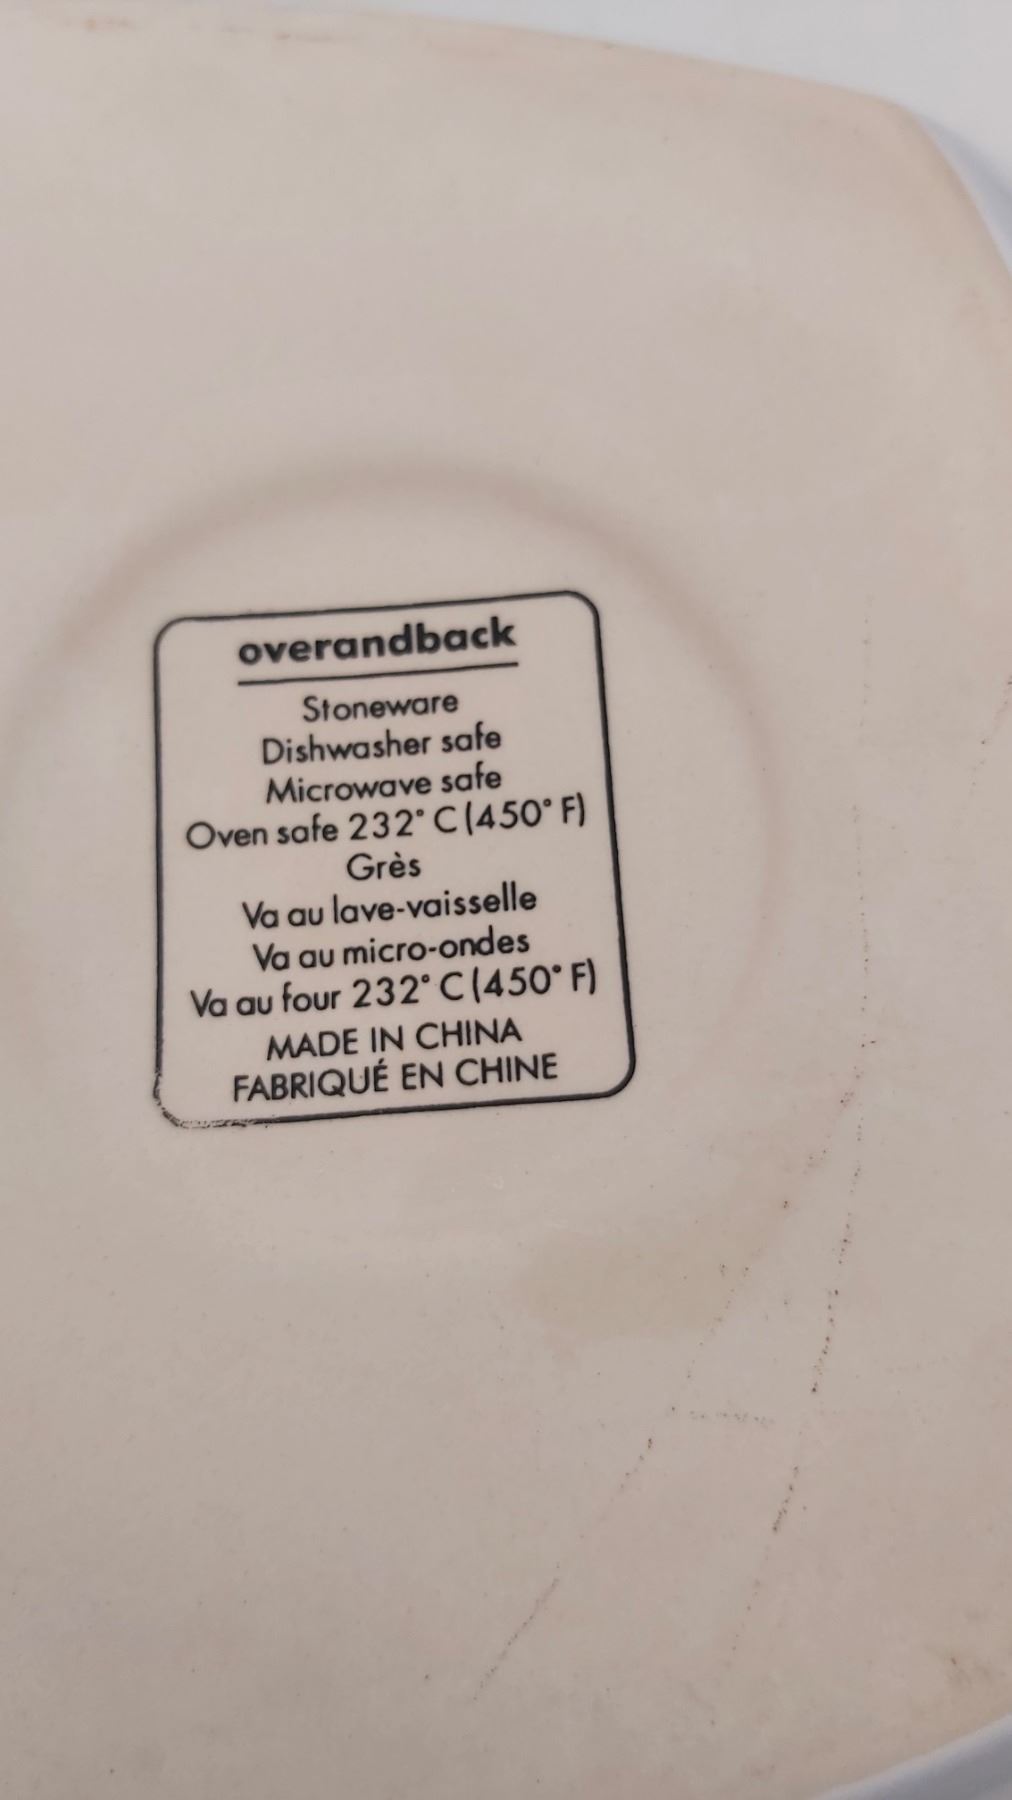 overandback
Stoneware
Dishwasher safe
Microwave safe
Oven safe 232° C (450° F)
Grès
Va au lave-vaisselle
Va au micro-ondes
Va au four 232° C (450° F)
MADE IN CHINA
FABRIQUÉ EN CHINE